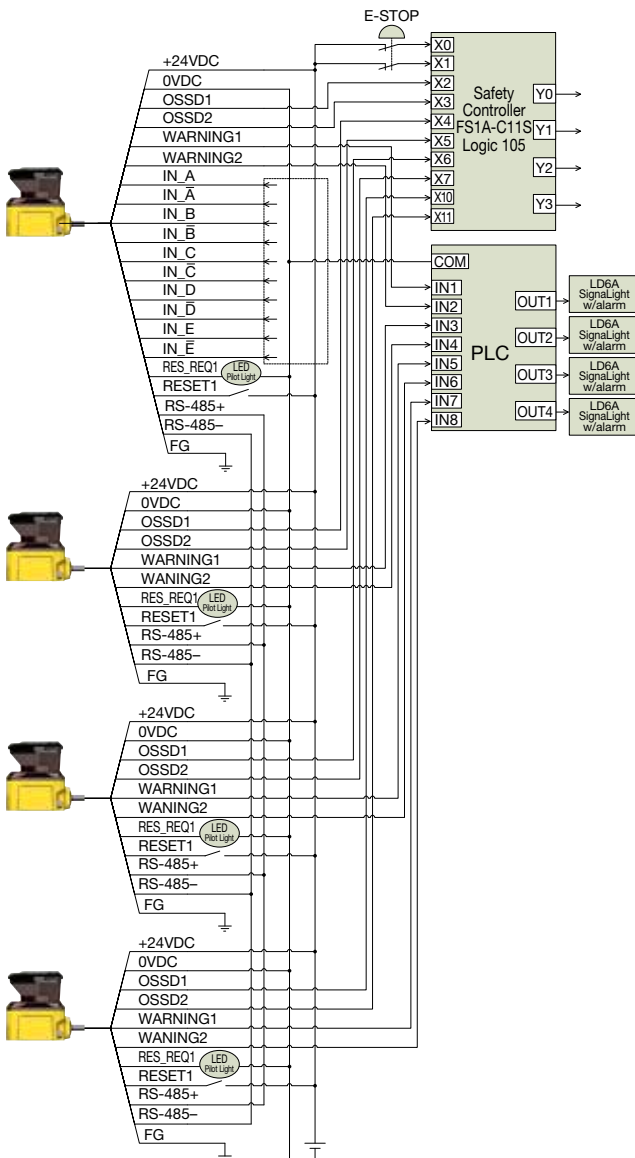 E-STOP
+24VDC
0VDC
OSSD1
OSSD2
WARNING1
WARNING2
IN_A
IN_A̅
IN_B
IN_B̅
IN_C
IN_C̅
IN_D
IN_D̅
IN_E
IN_E̅
RES_REQ1
LED
Pilot Light
RESET1
RS-485+
RS-485–
FG
X0
X1
X2
X3
X4
X5
X6
X7
X10
X11
Safety
Controller
FS1A-C11S
Logic 105
Y0
Y1
Y2
Y3
COM
IN1
IN2
IN3
IN4
IN5
IN6
IN7
IN8
PLC
OUT1
OUT2
OUT3
OUT4
LD6A
SignaLight
w/alarm
LD6A
SignaLight
w/alarm
LD6A
SignaLight
w/alarm
LD6A
SignaLight
w/alarm
+24VDC
0VDC
OSSD1
OSSD2
WARNING1
WANING2
RES_REQ1
LED
Pilot Light
RESET1
RS-485+
RS-485–
FG
+24VDC
0VDC
OSSD1
OSSD2
WARNING1
WANING2
RES_REQ1
LED
Pilot Light
RESET1
RS-485+
RS-485–
FG
+24VDC
0VDC
OSSD1
OSSD2
WARNING1
WANING2
RES_REQ1
LED
Pilot Light
RESET1
RS-485+
RS-485–
FG